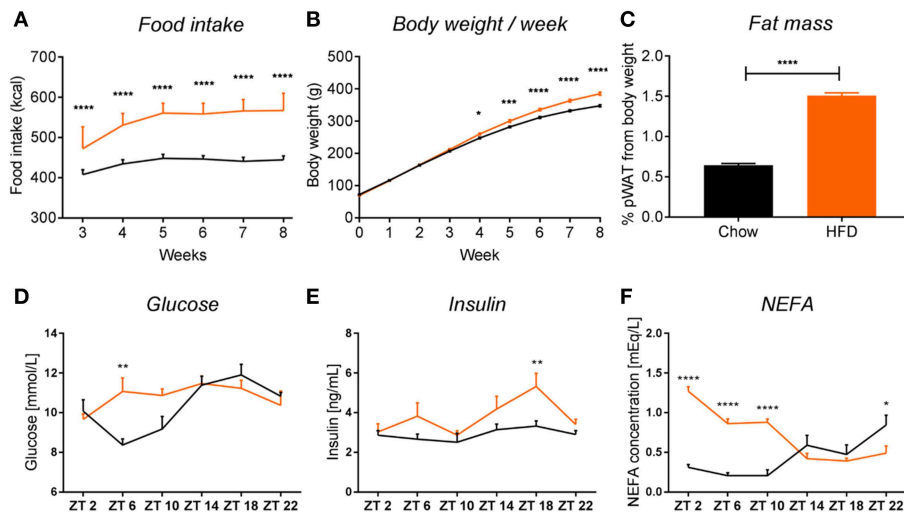 A Food intake
Food intake (kcal)
700
600
500
400
300
**** **** **** **** **** ****
3 4 5 6 7 8
Weeks
B Body weight / week
Body weight (g)
500
400
300
200
100
0
* *** **** **** ****
0 1 2 3 4 5 6 7 8
Week
C Fat mass
% pWAT from body weight
2.0
1.5
1.0
0.5
0.0
****
Chow HFD
D Glucose
Glucose [mmol/L]
14
12
10
8
6
**
ZT 2 ZT 6 ZT 10 ZT 14 ZT 18 ZT 22
E Insulin
Insulin [ng/mL]
8
6
4
2
0
**
ZT 2 ZT 6 ZT 10 ZT 14 ZT 18 ZT 22
F NEFA
NEFA concentration [mEq/L]
2.0
1.5
1.0
0.5
0.0
**** **** **** *
ZT 2 ZT 6 ZT 10 ZT 14 ZT 18 ZT 22